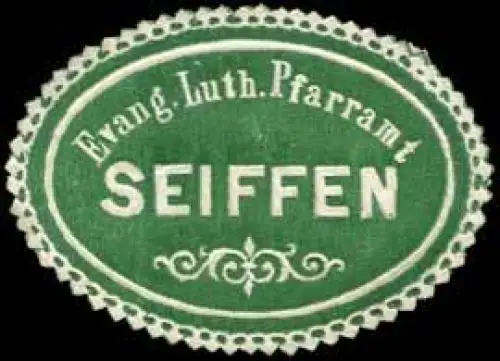 Evang. Luth. Pfarramt
SEIFFEN